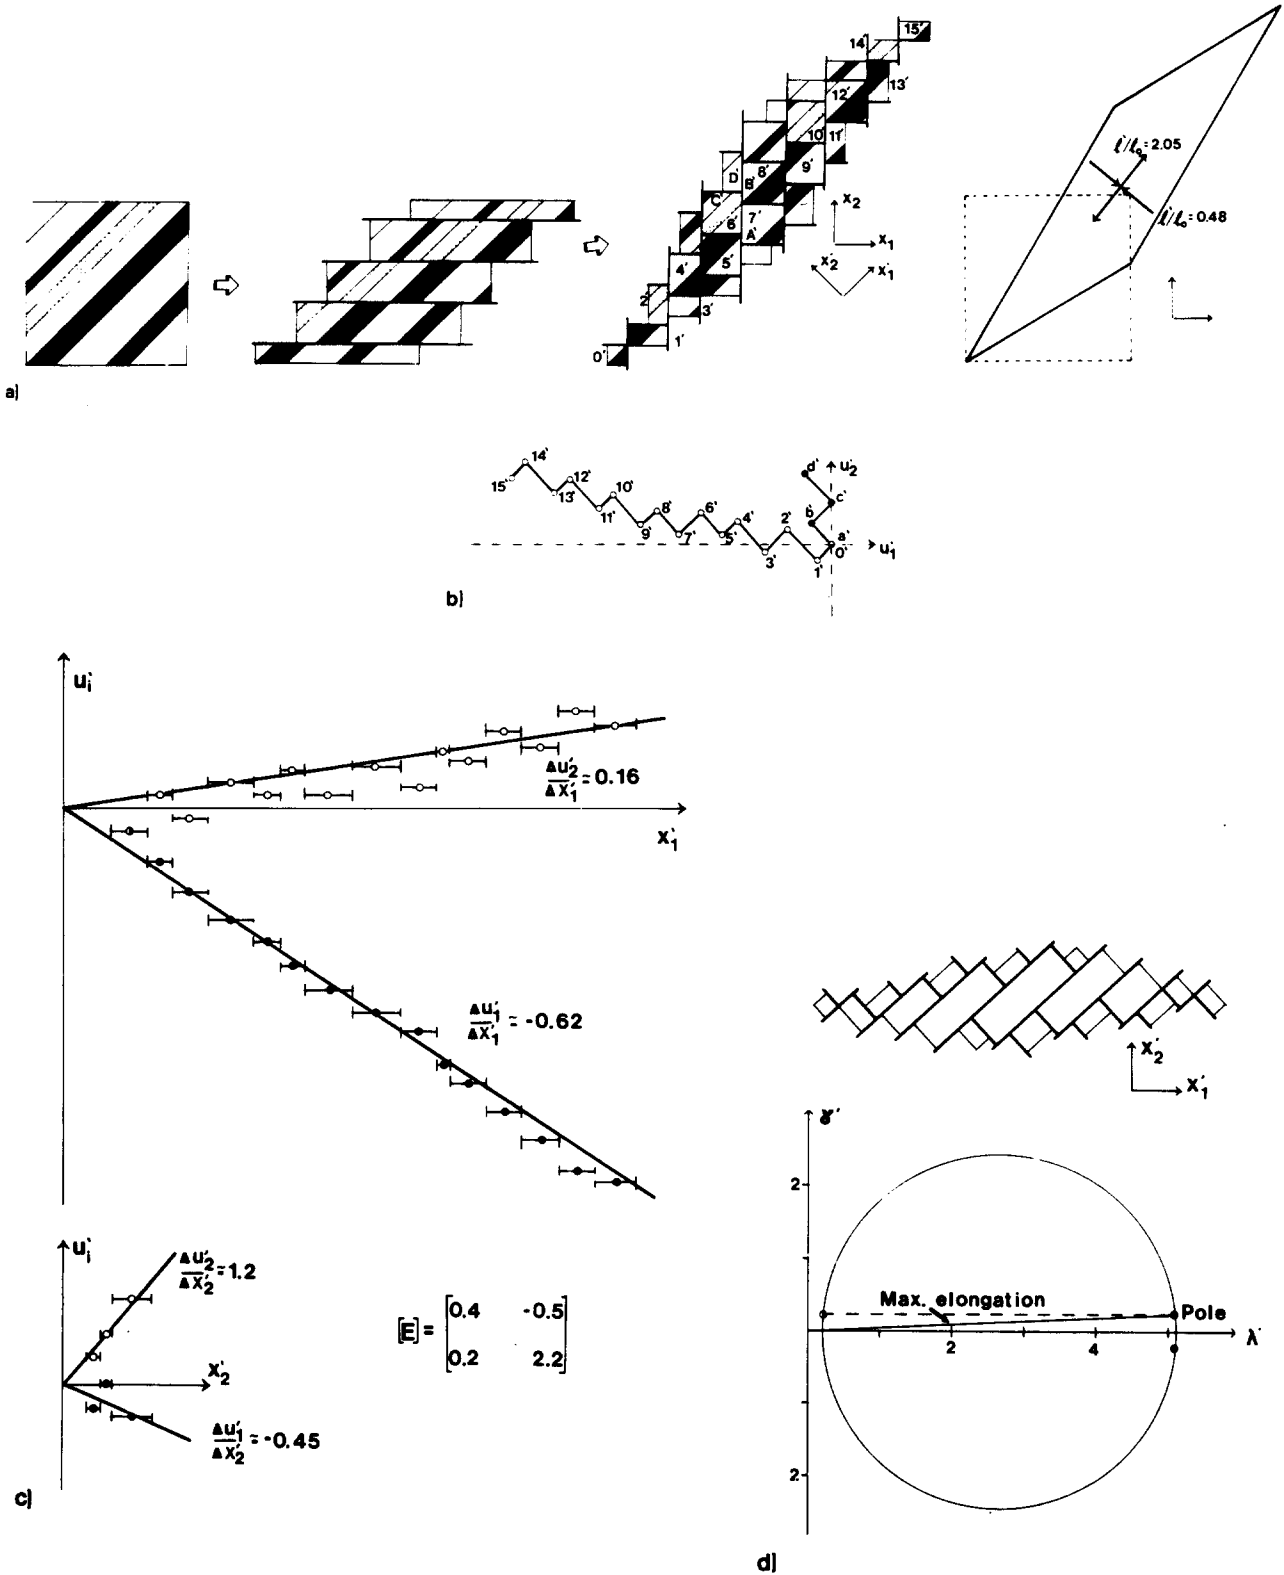 15'
14'
13'
12'
10'
11'
D'
8'
B'
9'
C'
6'
7'
A'
4'
5'
2'
3'
1'
0'
x₂
x₁
x'₂
x'₁
l'/l₀=2.05
l'/l₀=0.48
a)
14'
15'
12'
13'
10'
11'
8'
9'
6'
7'
4'
5'
2'
3'
1'
d'
c'
b'
a'
0'
u'₂
u'₁
b)
u'ᵢ
Δu'₂/Δx'₁ = 0.16
x'₁
Δu'₁/Δx'₁ = -0.62
u'ᵢ
Δu'₂/Δx'₂ = 1.2
x'₂
Δu'₁/Δx'₂ = -0.45
[E] = [0.4 -0.5
0.2 2.2]
c)
x'₂
x'₁
γ'
2
Max. elongation
Pole
2
4
λ'
2
d)